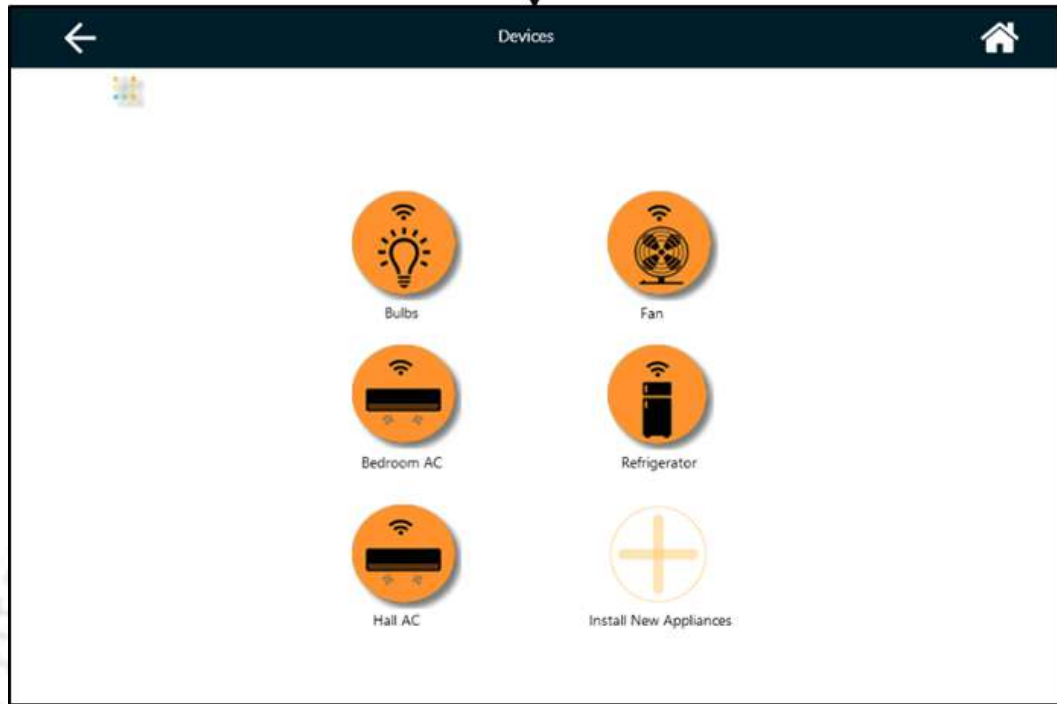 Devices
Bulbs
Fan
Bedroom AC
Refrigerator
Hall AC
Install New Appliances